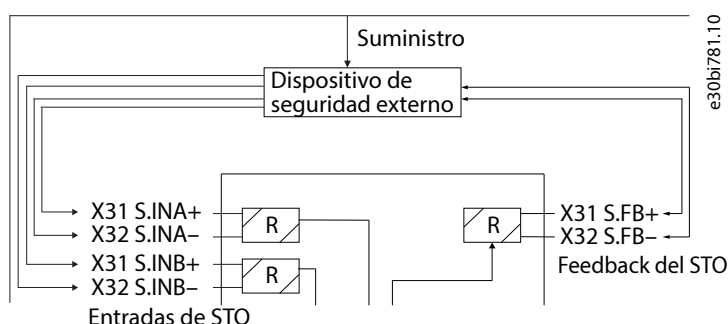 Suministro
e30bi781.10
Dispositivo de
seguridad externo
X31 S.INA+
X32 S.INA–
X31 S.INB+
X32 S.INB–
Entradas de STO
R
R
R
X31 S.FB+
X32 S.FB–
Feedback del STO